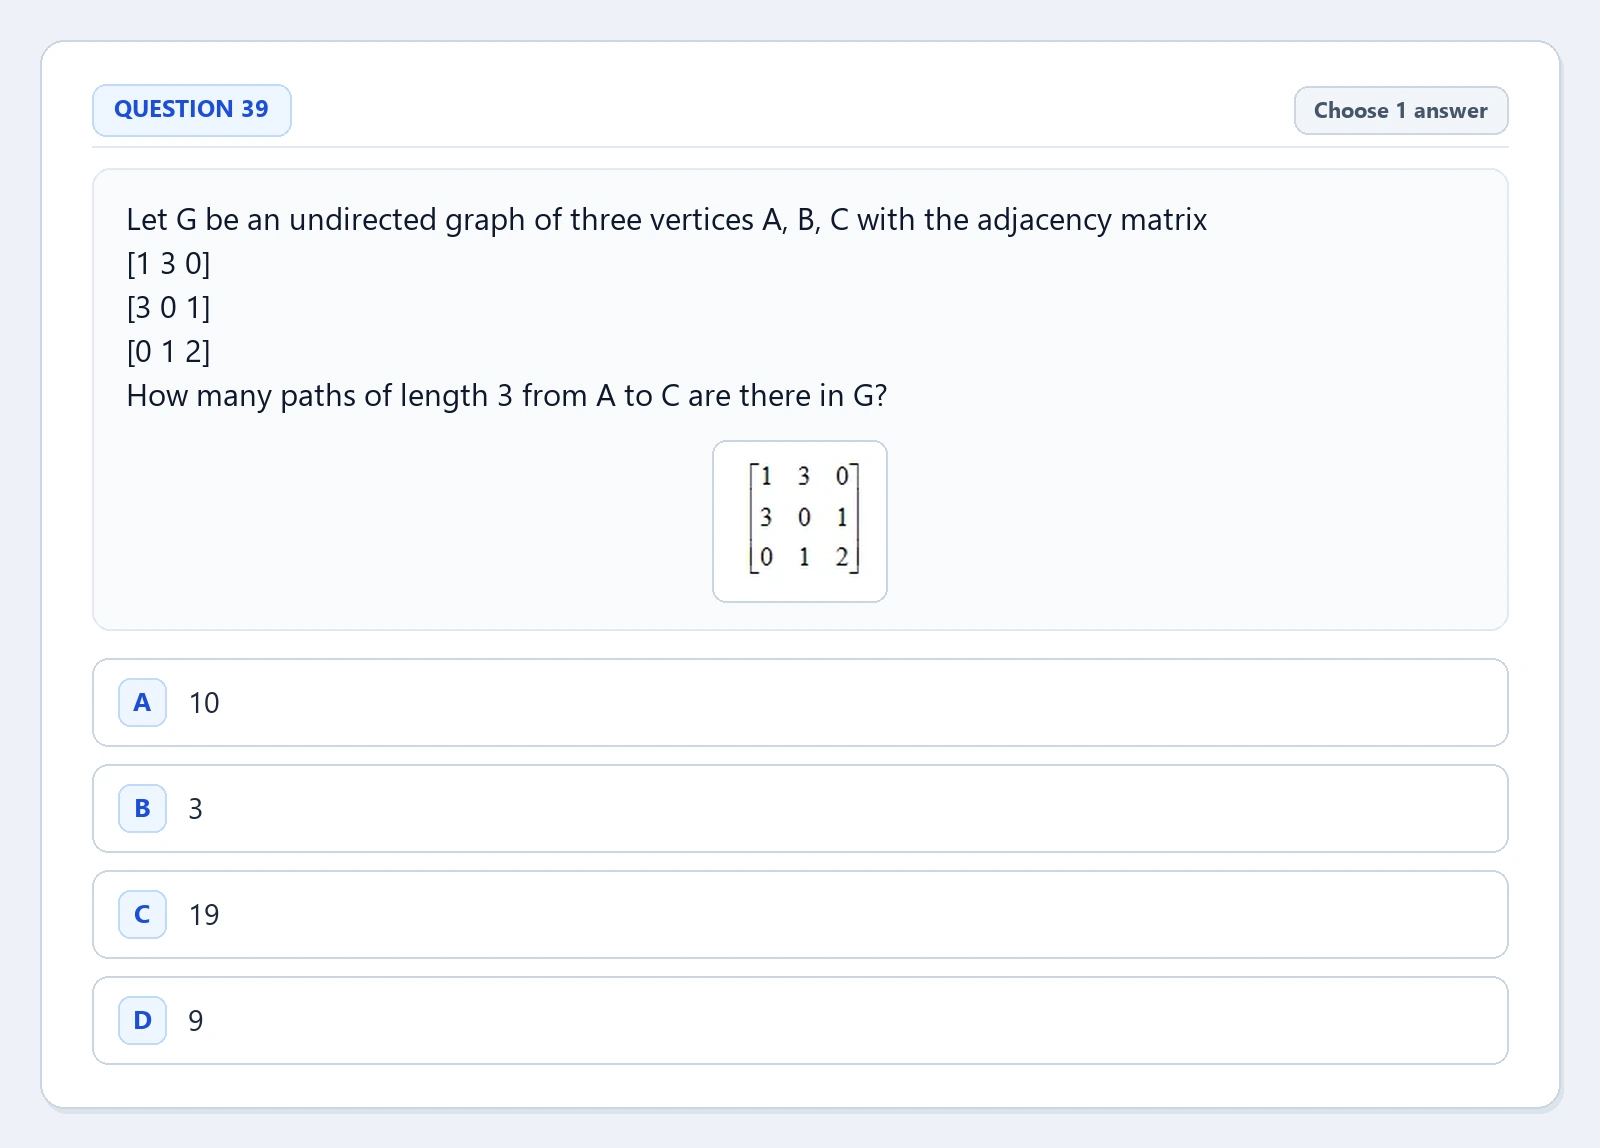 QUESTION 39
Choose 1 answer
Let G be an undirected graph of three vertices A, B, C with the adjacency matrix
[1 3 0]
[3 0 1]
[0 1 2]
How many paths of length 3 from A to C are there in G?
1 3 0
3 0 1
0 1 2
A 10
B 3
C 19
D 9